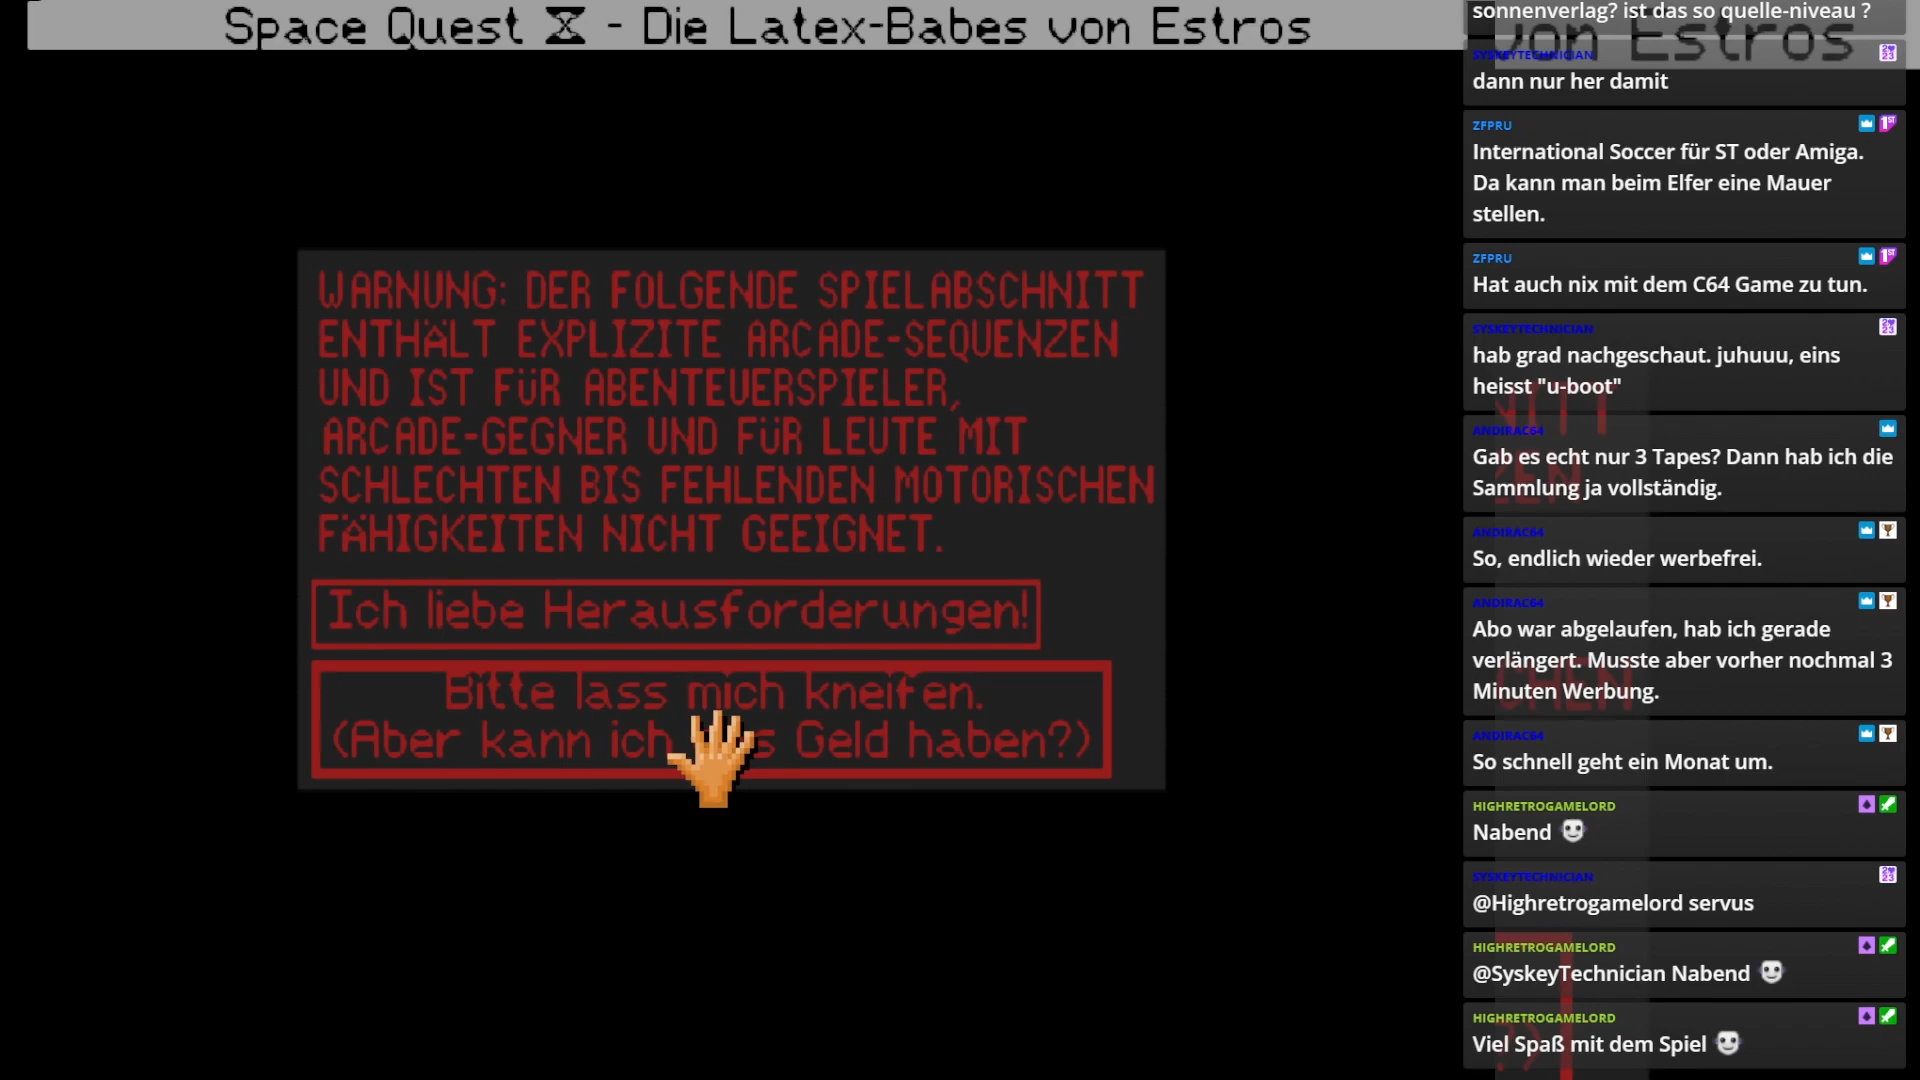 Space Quest X - Die Latex-Babes von Estros
WARNUNG: DER FOLGENDE SPIELABSCHNITT
ENTHÄLT EXPLIZITE ARCADE-SEQUENZEN
UND IST FÜR ABENTEUERSPIELER,
ARCADE-GEGNER UND FÜR LEUTE MIT
SCHLECHTEN BIS FEHLENDEN MOTORISCHEN
FÄHIGKEITEN NICHT GEEIGNET.
Ich liebe Herausforderungen!
Bitte lass mich kneifen.
(Aber kann ich Geld haben?)
sonnenverlag? ist das so quelle-niveau ?
von Estros
SYSKEYTECHNICIAN
dann nur her damit
ZFPRU
International Soccer für ST oder Amiga.
Da kann man beim Elfer eine Mauer
stellen.
ZFPRU
Hat auch nix mit dem C64 Game zu tun.
SYSKEYTECHNICIAN
hab grad nachgeschaut. juhuuu, eins
heisst "u-boot"
ANDIRAC64
Gab es echt nur 3 Tapes? Dann hab ich die
Sammlung ja vollständig.
ANDIRAC64
So, endlich wieder werbefrei.
ANDIRAC64
Abo war abgelaufen, hab ich gerade
verlängert. Musste aber vorher nochmal 3
Minuten Werbung.
ANDIRAC64
So schnell geht ein Monat um.
HIGHRETROGAMELORD
Nabend
SYSKEYTECHNICIAN
@Highretrogamelord servus
HIGHRETROGAMELORD
@SyskeyTechnician Nabend
HIGHRETROGAMELORD
Viel Spaß mit dem Spiel